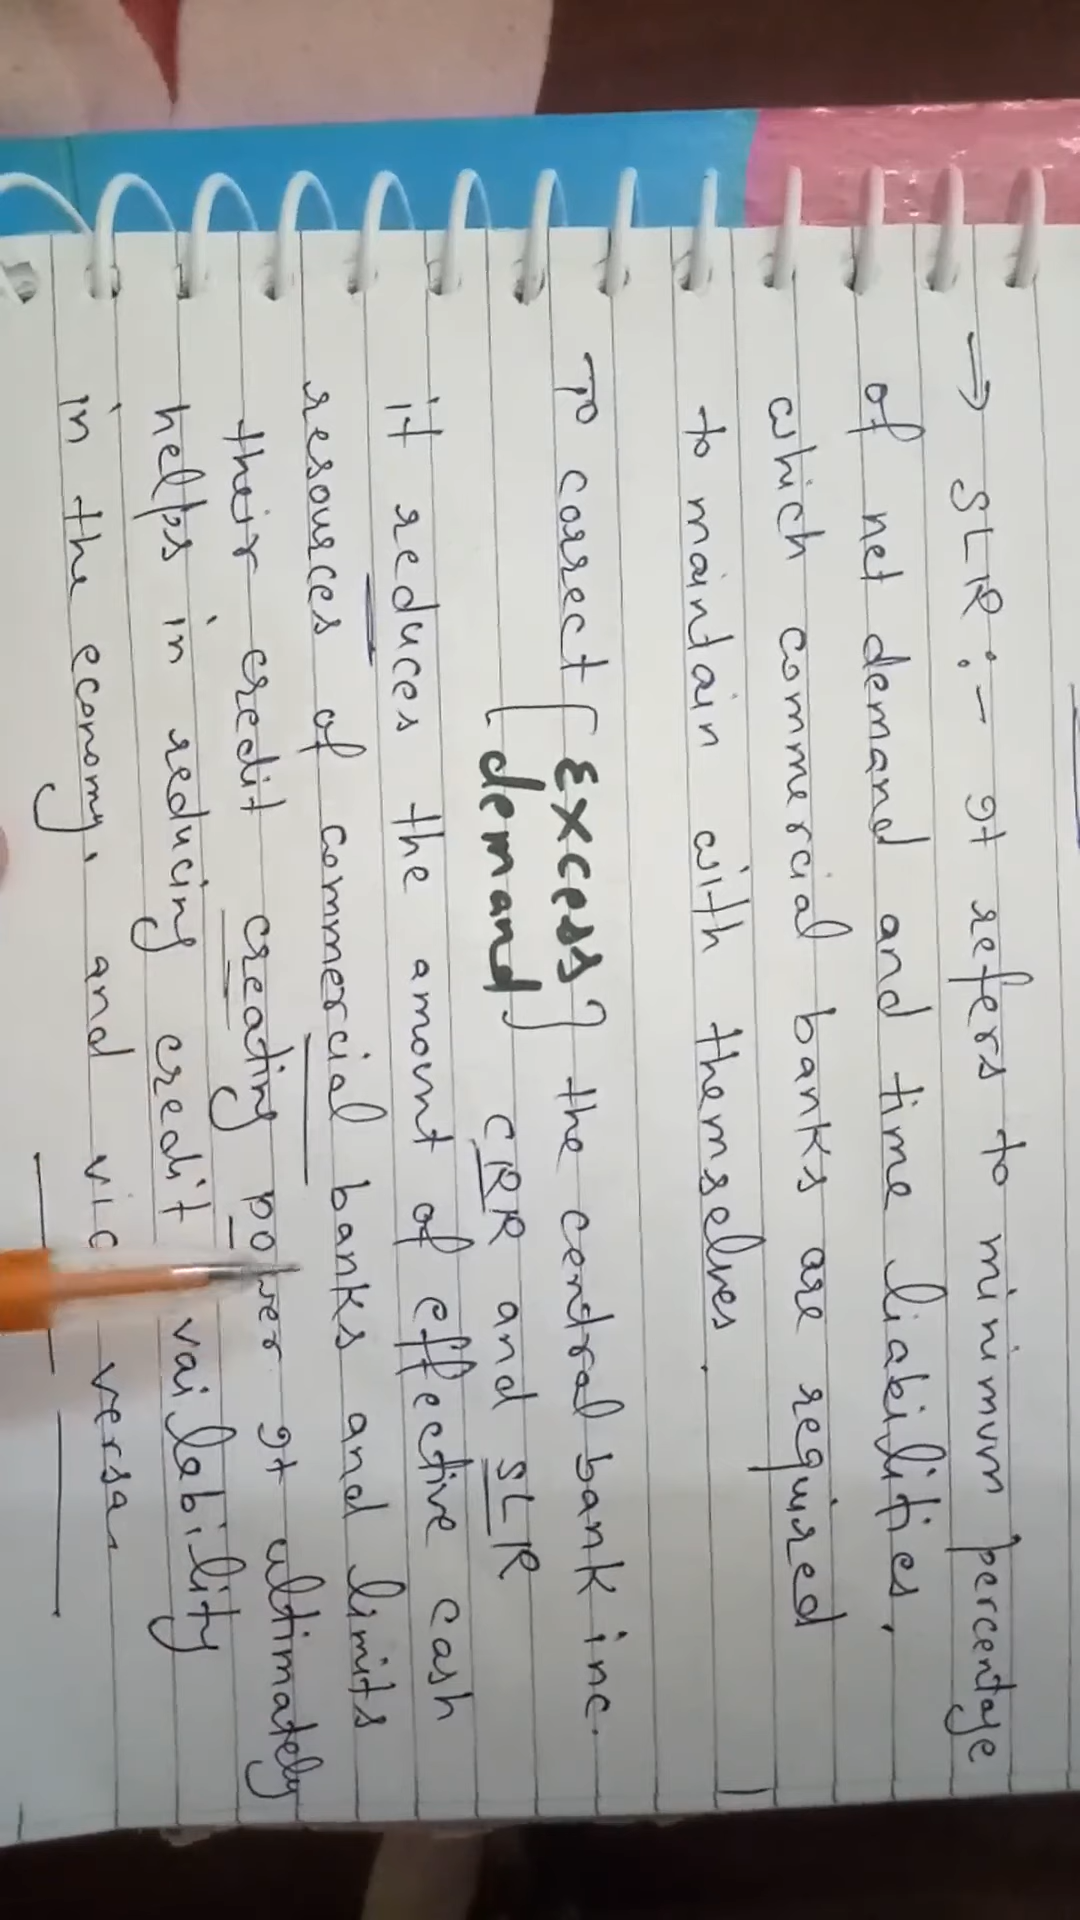 → SLR :- It refers to minimum percentage
of net demand and time liabilities.
which commercial banks are required
to maintain with themselves.
To correct {Excess} the central bank inc.
[demand] CRR and SLR
it reduces the amount of effective cash
resources of commercial banks and limits
their credit creating power It ultimately
helps in reducing credit vailability
in the economy. and vic versa.